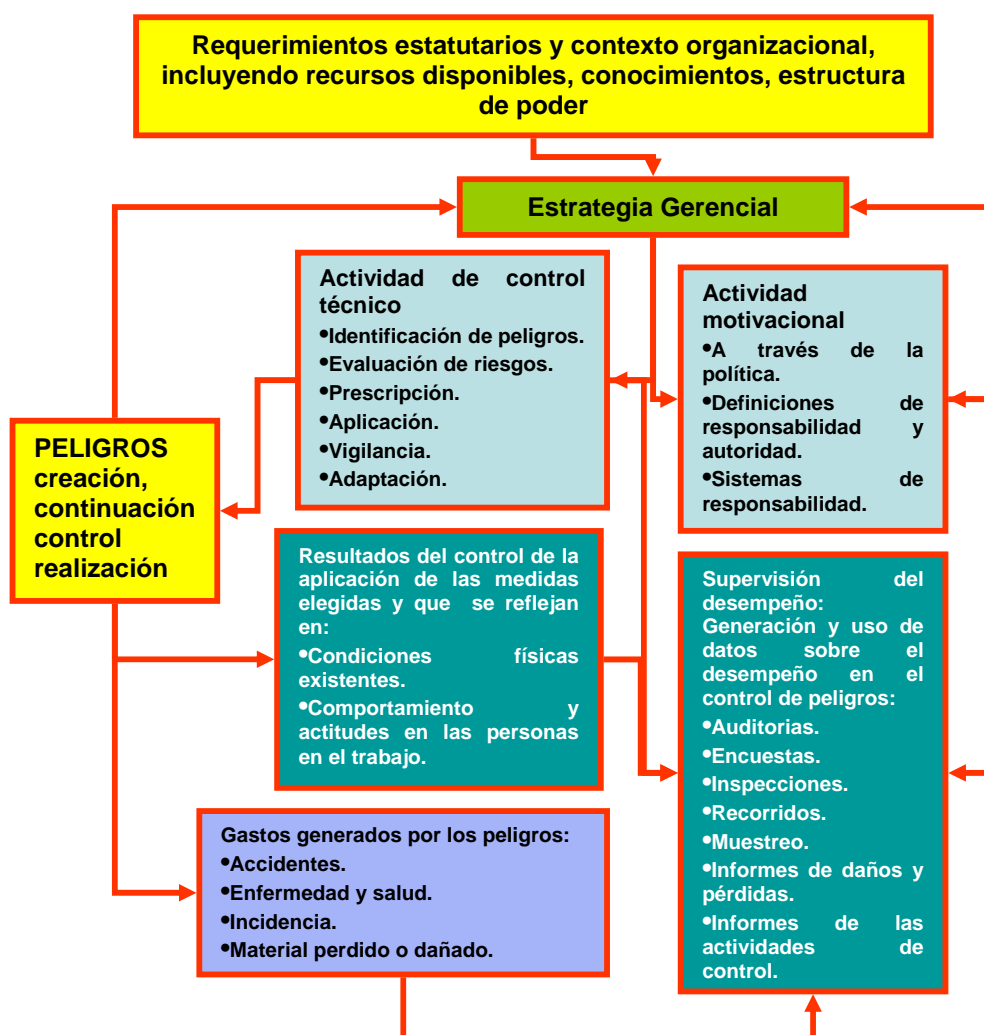 Requerimientos estatutarios y contexto organizacional,
incluyendo recursos disponibles, conocimientos, estructura
de poder
Estrategia Gerencial
Actividad de control
técnico
•Identificación de peligros.
•Evaluación de riesgos.
•Prescripción.
•Aplicación.
•Vigilancia.
•Adaptación.
Actividad
motivacional
•A través de la
política.
•Definiciones de
responsabilidad y
autoridad.
•Sistemas de
responsabilidad.
PELIGROS
creación,
continuación
control
realización
Resultados del control de la
aplicación de las medidas
elegidas y que se reflejan
en:
•Condiciones físicas
existentes.
•Comportamiento y
actitudes en las personas
en el trabajo.
Supervisión del
desempeño:
Generación y uso de
datos sobre el
desempeño en el
control de peligros:
•Auditorias.
•Encuestas.
•Inspecciones.
•Recorridos.
•Muestreo.
•Informes de daños y
pérdidas.
•Informes de las
actividades de
control.
Gastos generados por los peligros:
•Accidentes.
•Enfermedad y salud.
•Incidencia.
•Material perdido o dañado.